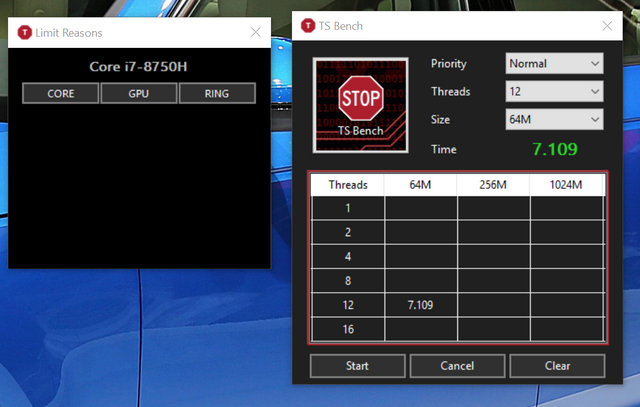 Limit Reasons
Core i7-8750H
CORE GPU RING
TS Bench
STOP
TS Bench
Priority Normal
Threads 12
Size 64M
Time 7.109
Threads 64M 256M 1024M
1
2
4
8
12 7.109
16
Start Cancel Clear